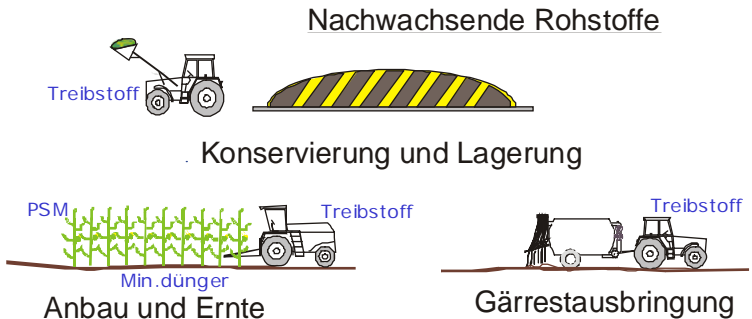 Nachwachsende Rohstoffe
Treibstoff
. Konservierung und Lagerung
PSM
Treibstoff
Treibstoff
Min.dünger
Anbau und Ernte
Gärrestausbringung